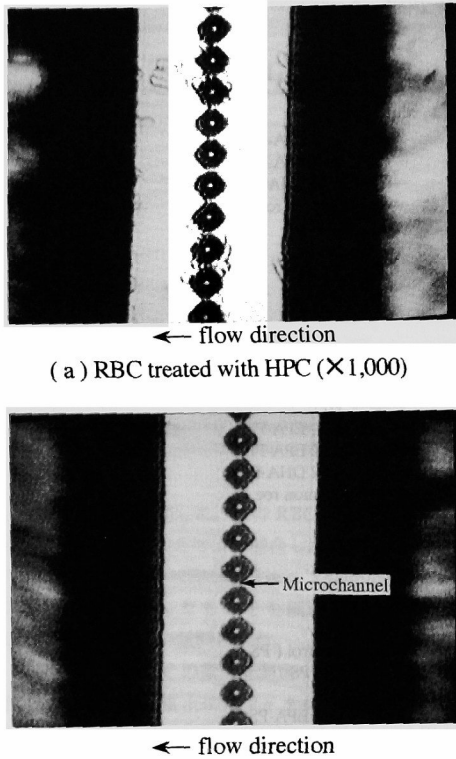 ← flow direction
( a ) RBC treated with HPC (×1,000)
Microchannel
← flow direction